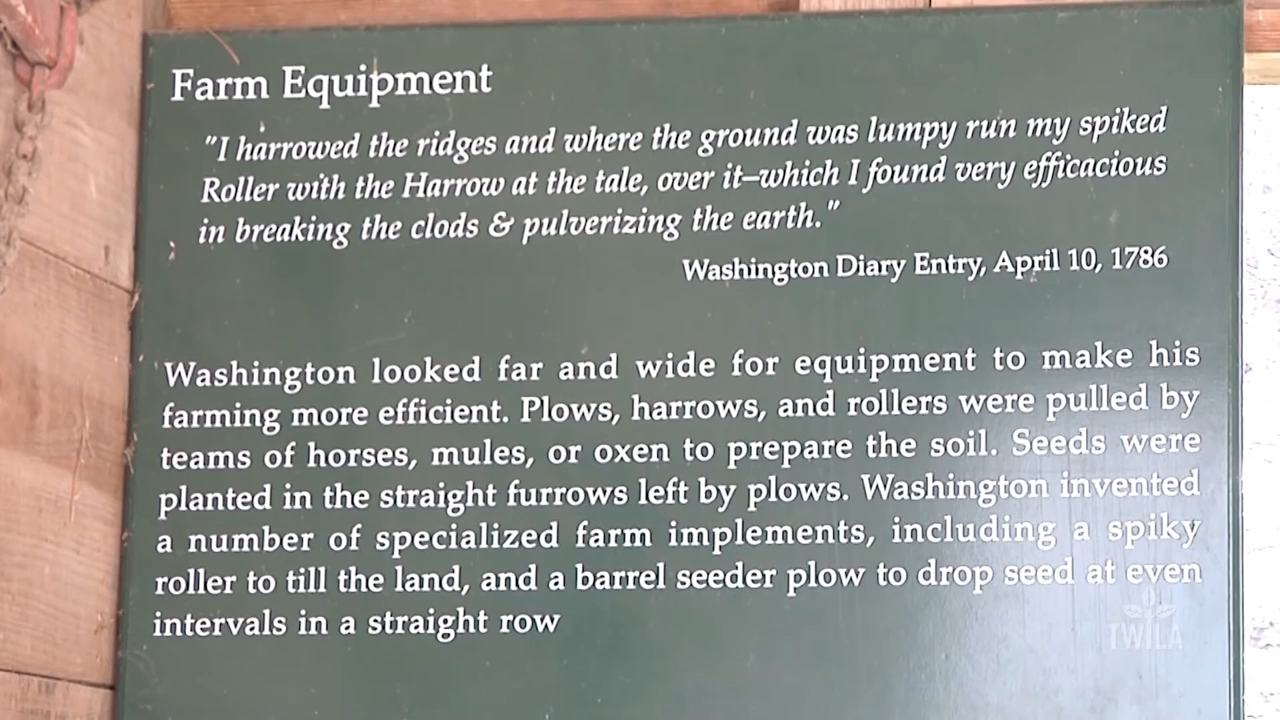 Farm Equipment
"I harrowed the ridges and where the ground was lumpy run my spiked
Roller with the Harrow at the tale, over it–which I found very efficacious
in breaking the clods & pulverizing the earth."
Washington Diary Entry, April 10, 1786
Washington looked far and wide for equipment to make his
farming more efficient. Plows, harrows, and rollers were pulled by
teams of horses, mules, or oxen to prepare the soil. Seeds were
planted in the straight furrows left by plows. Washington invented
a number of specialized farm implements, including a spiky
roller to till the land, and a barrel seeder plow to drop seed at even
intervals in a straight row
TWILA